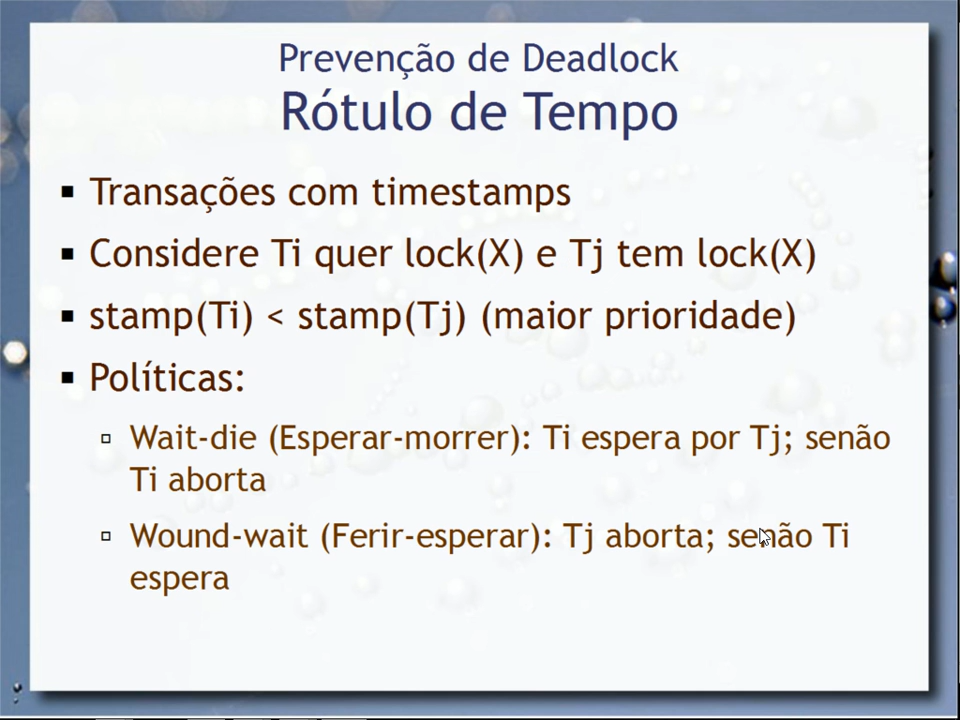 Prevenção de Deadlock
Rótulo de Tempo
Transações com timestamps
Considere Ti quer lock(X) e Tj tem lock(X)
stamp(Ti) < stamp(Tj) (maior prioridade)
Políticas:
Wait-die (Esperar-morrer): Ti espera por Tj; senão
Ti aborta
Wound-wait (Ferir-esperar): Tj aborta; senão Ti
espera